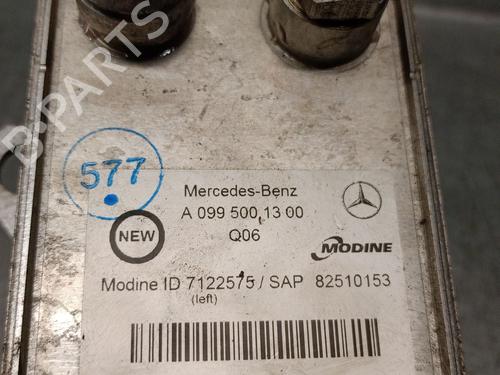 B-PARTS
577
Mercedes-Benz
A 099 500 13 00
NEW
Q06
MODINE
Modine ID 7122575 / SAP 82510153
(left)